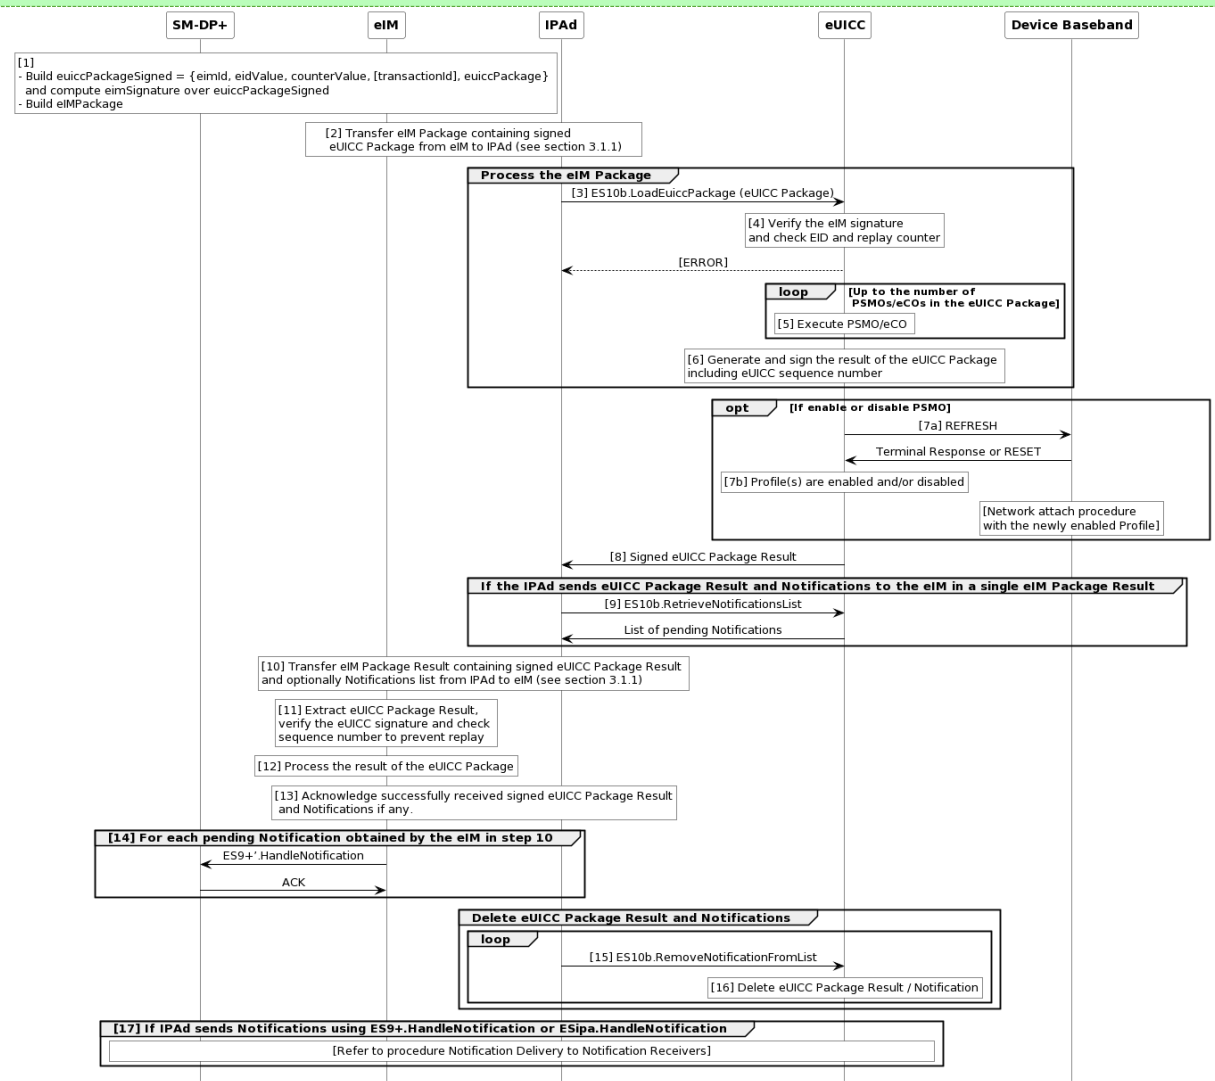 SM-DP+ eIM IPAd eUICC Device Baseband
[1]
- Build euiccPackageSigned = {eimId, eidValue, counterValue, [transactionId], euiccPackage}
and compute eimSignature over euiccPackageSigned
- Build eIMPackage
[2] Transfer eIM Package containing signed
eUICC Package from eIM to IPAd (see section 3.1.1)
Process the eIM Package
[3] ES10b.LoadEuiccPackage (eUICC Package)
[4] Verify the eIM signature
and check EID and replay counter
[ERROR]
loop [Up to the number of
PSMOs/eCOs in the eUICC Package]
[5] Execute PSMO/eCO
[6] Generate and sign the result of the eUICC Package
including eUICC sequence number
opt [If enable or disable PSMO]
[7a] REFRESH
Terminal Response or RESET
[7b] Profile(s) are enabled and/or disabled
[Network attach procedure
with the newly enabled Profile]
[8] Signed eUICC Package Result
If the IPAd sends eUICC Package Result and Notifications to the eIM in a single eIM Package Result
[9] ES10b.RetrieveNotificationsList
List of pending Notifications
[10] Transfer eIM Package Result containing signed eUICC Package Result
and optionally Notifications list from IPAd to eIM (see section 3.1.1)
[11] Extract eUICC Package Result,
verify the eUICC signature and check
sequence number to prevent replay
[12] Process the result of the eUICC Package
[13] Acknowledge successfully received signed eUICC Package Result
and Notifications if any.
[14] For each pending Notification obtained by the eIM in step 10
ES9+’.HandleNotification
ACK
Delete eUICC Package Result and Notifications
loop
[15] ES10b.RemoveNotificationFromList
[16] Delete eUICC Package Result / Notification
[17] If IPAd sends Notifications using ES9+.HandleNotification or ESipa.HandleNotification
[Refer to procedure Notification Delivery to Notification Receivers]